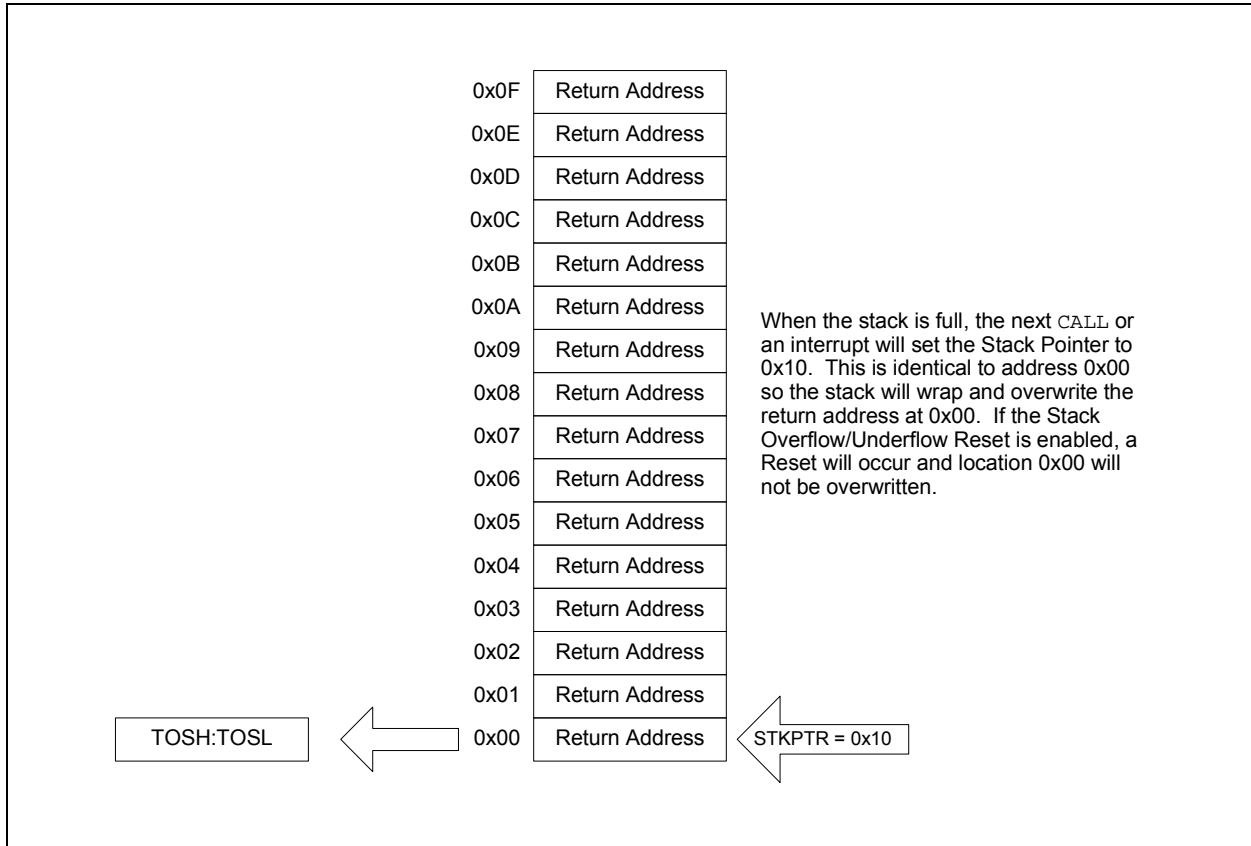 0x0F Return Address
0x0E Return Address
0x0D Return Address
0x0C Return Address
0x0B Return Address
0x0A Return Address
0x09 Return Address
0x08 Return Address
0x07 Return Address
0x06 Return Address
0x05 Return Address
0x04 Return Address
0x03 Return Address
0x02 Return Address
0x01 Return Address
TOSH:TOSL 0x00 Return Address STKPTR = 0x10
When the stack is full, the next CALL or
an interrupt will set the Stack Pointer to
0x10. This is identical to address 0x00
so the stack will wrap and overwrite the
return address at 0x00. If the Stack
Overflow/Underflow Reset is enabled, a
Reset will occur and location 0x00 will
not be overwritten.